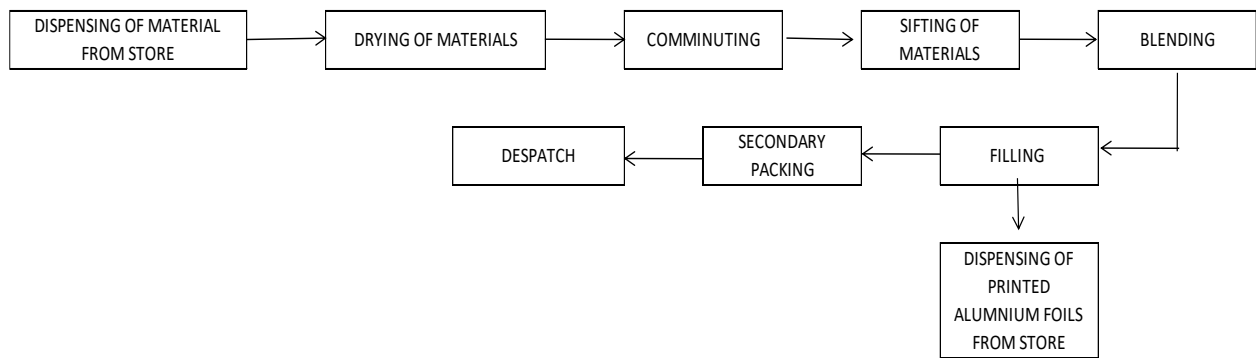 DISPENSING OF MATERIAL
FROM STORE
DRYING OF MATERIALS
COMMINUTING
SIFTING OF
MATERIALS
BLENDING
DESPATCH
SECONDARY
PACKING
FILLING
DISPENSING OF
PRINTED
ALUMNIUM FOILS
FROM STORE